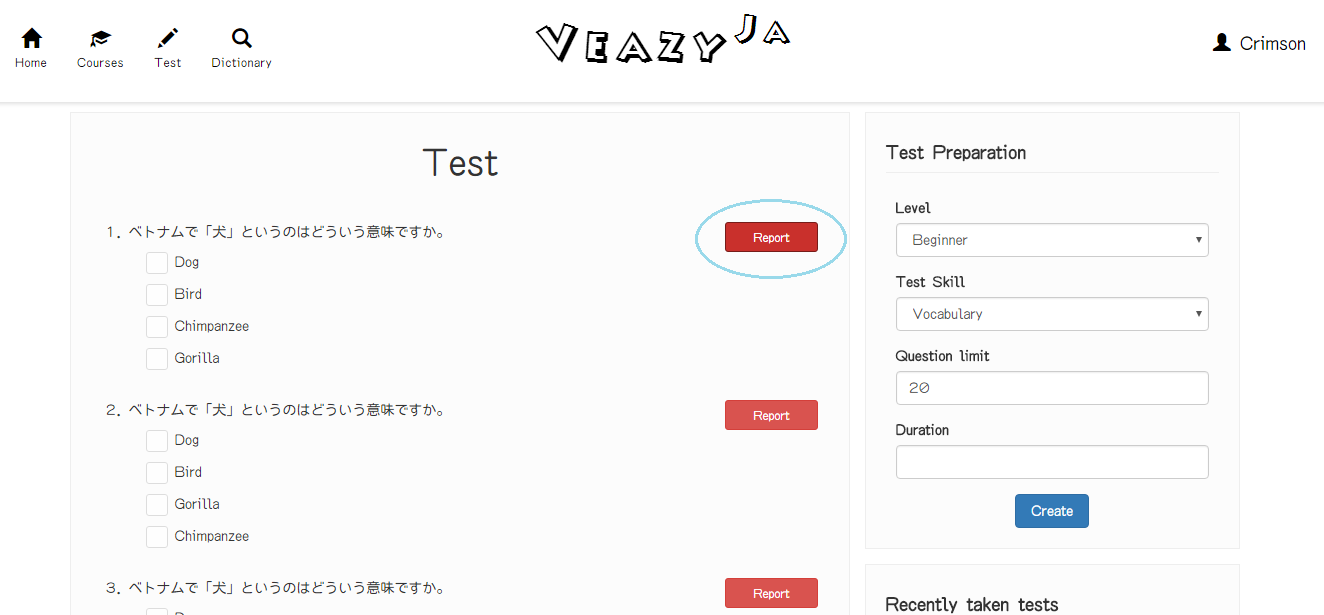 Home
Courses
Test
Dictionary
VEAZY JA
Crimson
Test
1. ベトナムで「犬」というのはどういう意味ですか。
Report
Dog
Bird
Chimpanzee
Gorilla
2. ベトナムで「犬」というのはどういう意味ですか。
Report
Dog
Bird
Gorilla
Chimpanzee
3. ベトナムで「犬」というのはどういう意味ですか。
Report
Test Preparation
Level
Beginner
Test Skill
Vocabulary
Question limit
20
Duration
Create
Recently taken tests